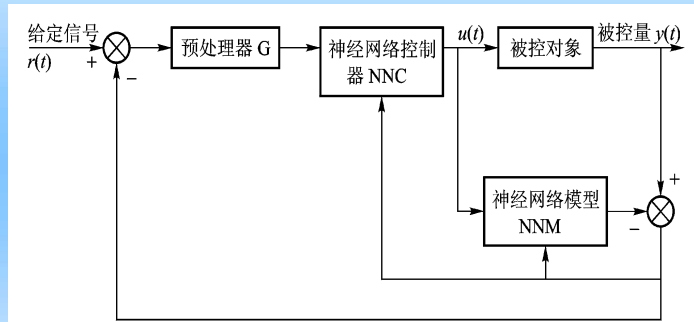 给定信号
r(t)
+
−
预处理器 G
神经网络控制
器 NNC
u(t)
被控对象
被控量 y(t)
神经网络模型
NNM
+
−